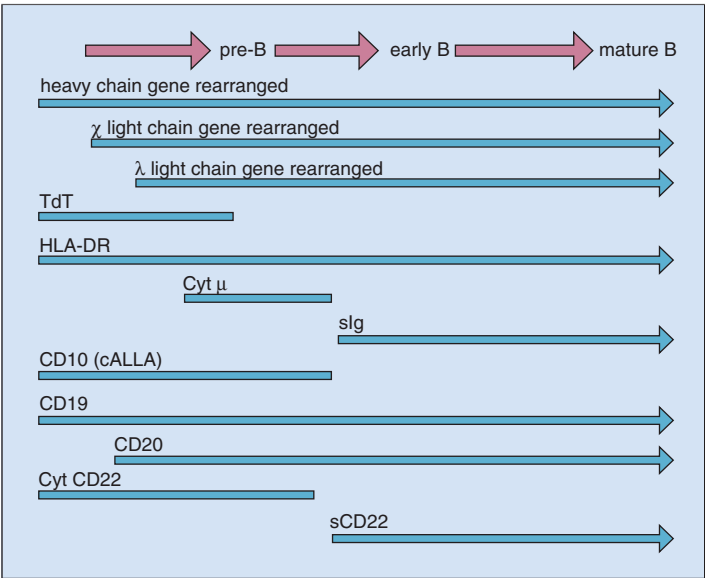 pre-B early B mature B
heavy chain gene rearranged
χ light chain gene rearranged
λ light chain gene rearranged
TdT
HLA-DR
Cyt μ
sIg
CD10 (cALLA)
CD19
CD20
Cyt CD22
sCD22